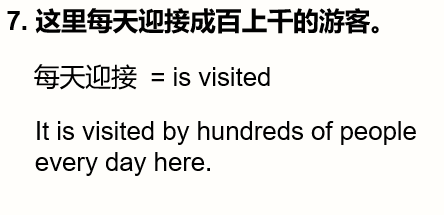 7. 这里每天迎接成百上千的游客。
每天迎接 = is visited
It is visited by hundreds of people
every day here.